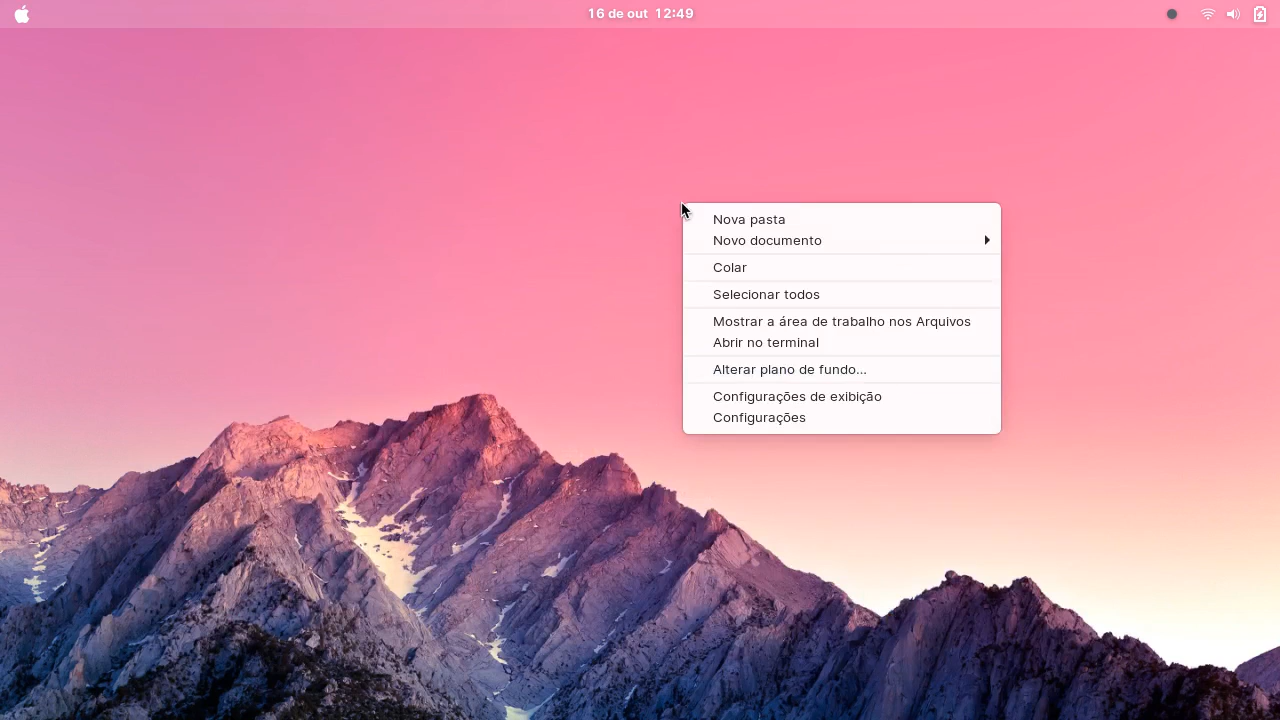 16 de out 12:49
Nova pasta
Novo documento
Colar
Selecionar todos
Mostrar a área de trabalho nos Arquivos
Abrir no terminal
Alterar plano de fundo...
Configurações de exibição
Configurações